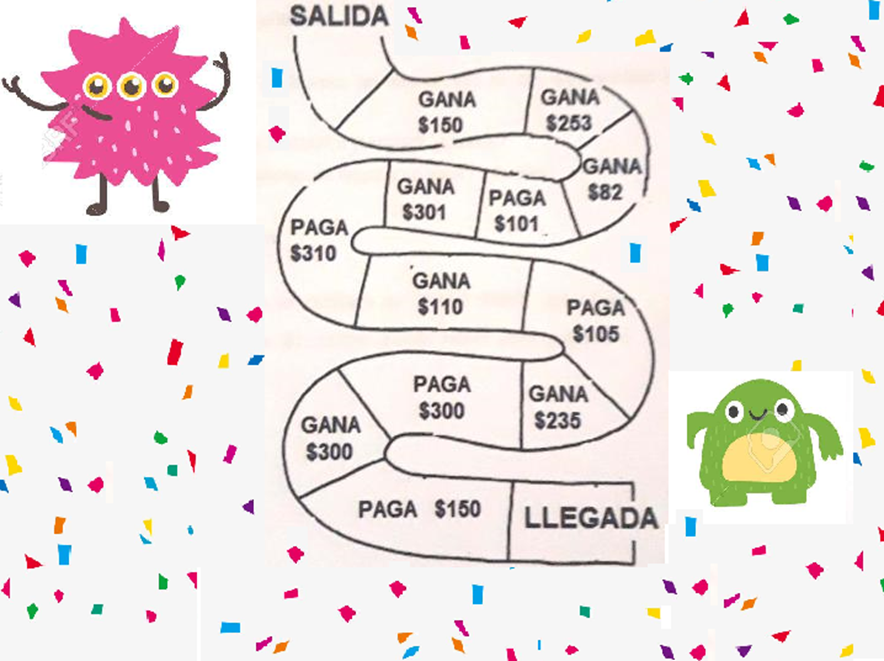 SALIDA
GANA
$150
GANA
$253
GANA
$82
PAGA
$101
GANA
$301
PAGA
$310
GANA
$110
PAGA
$105
GANA
$235
PAGA
$300
GANA
$300
PAGA $150
LLEGADA